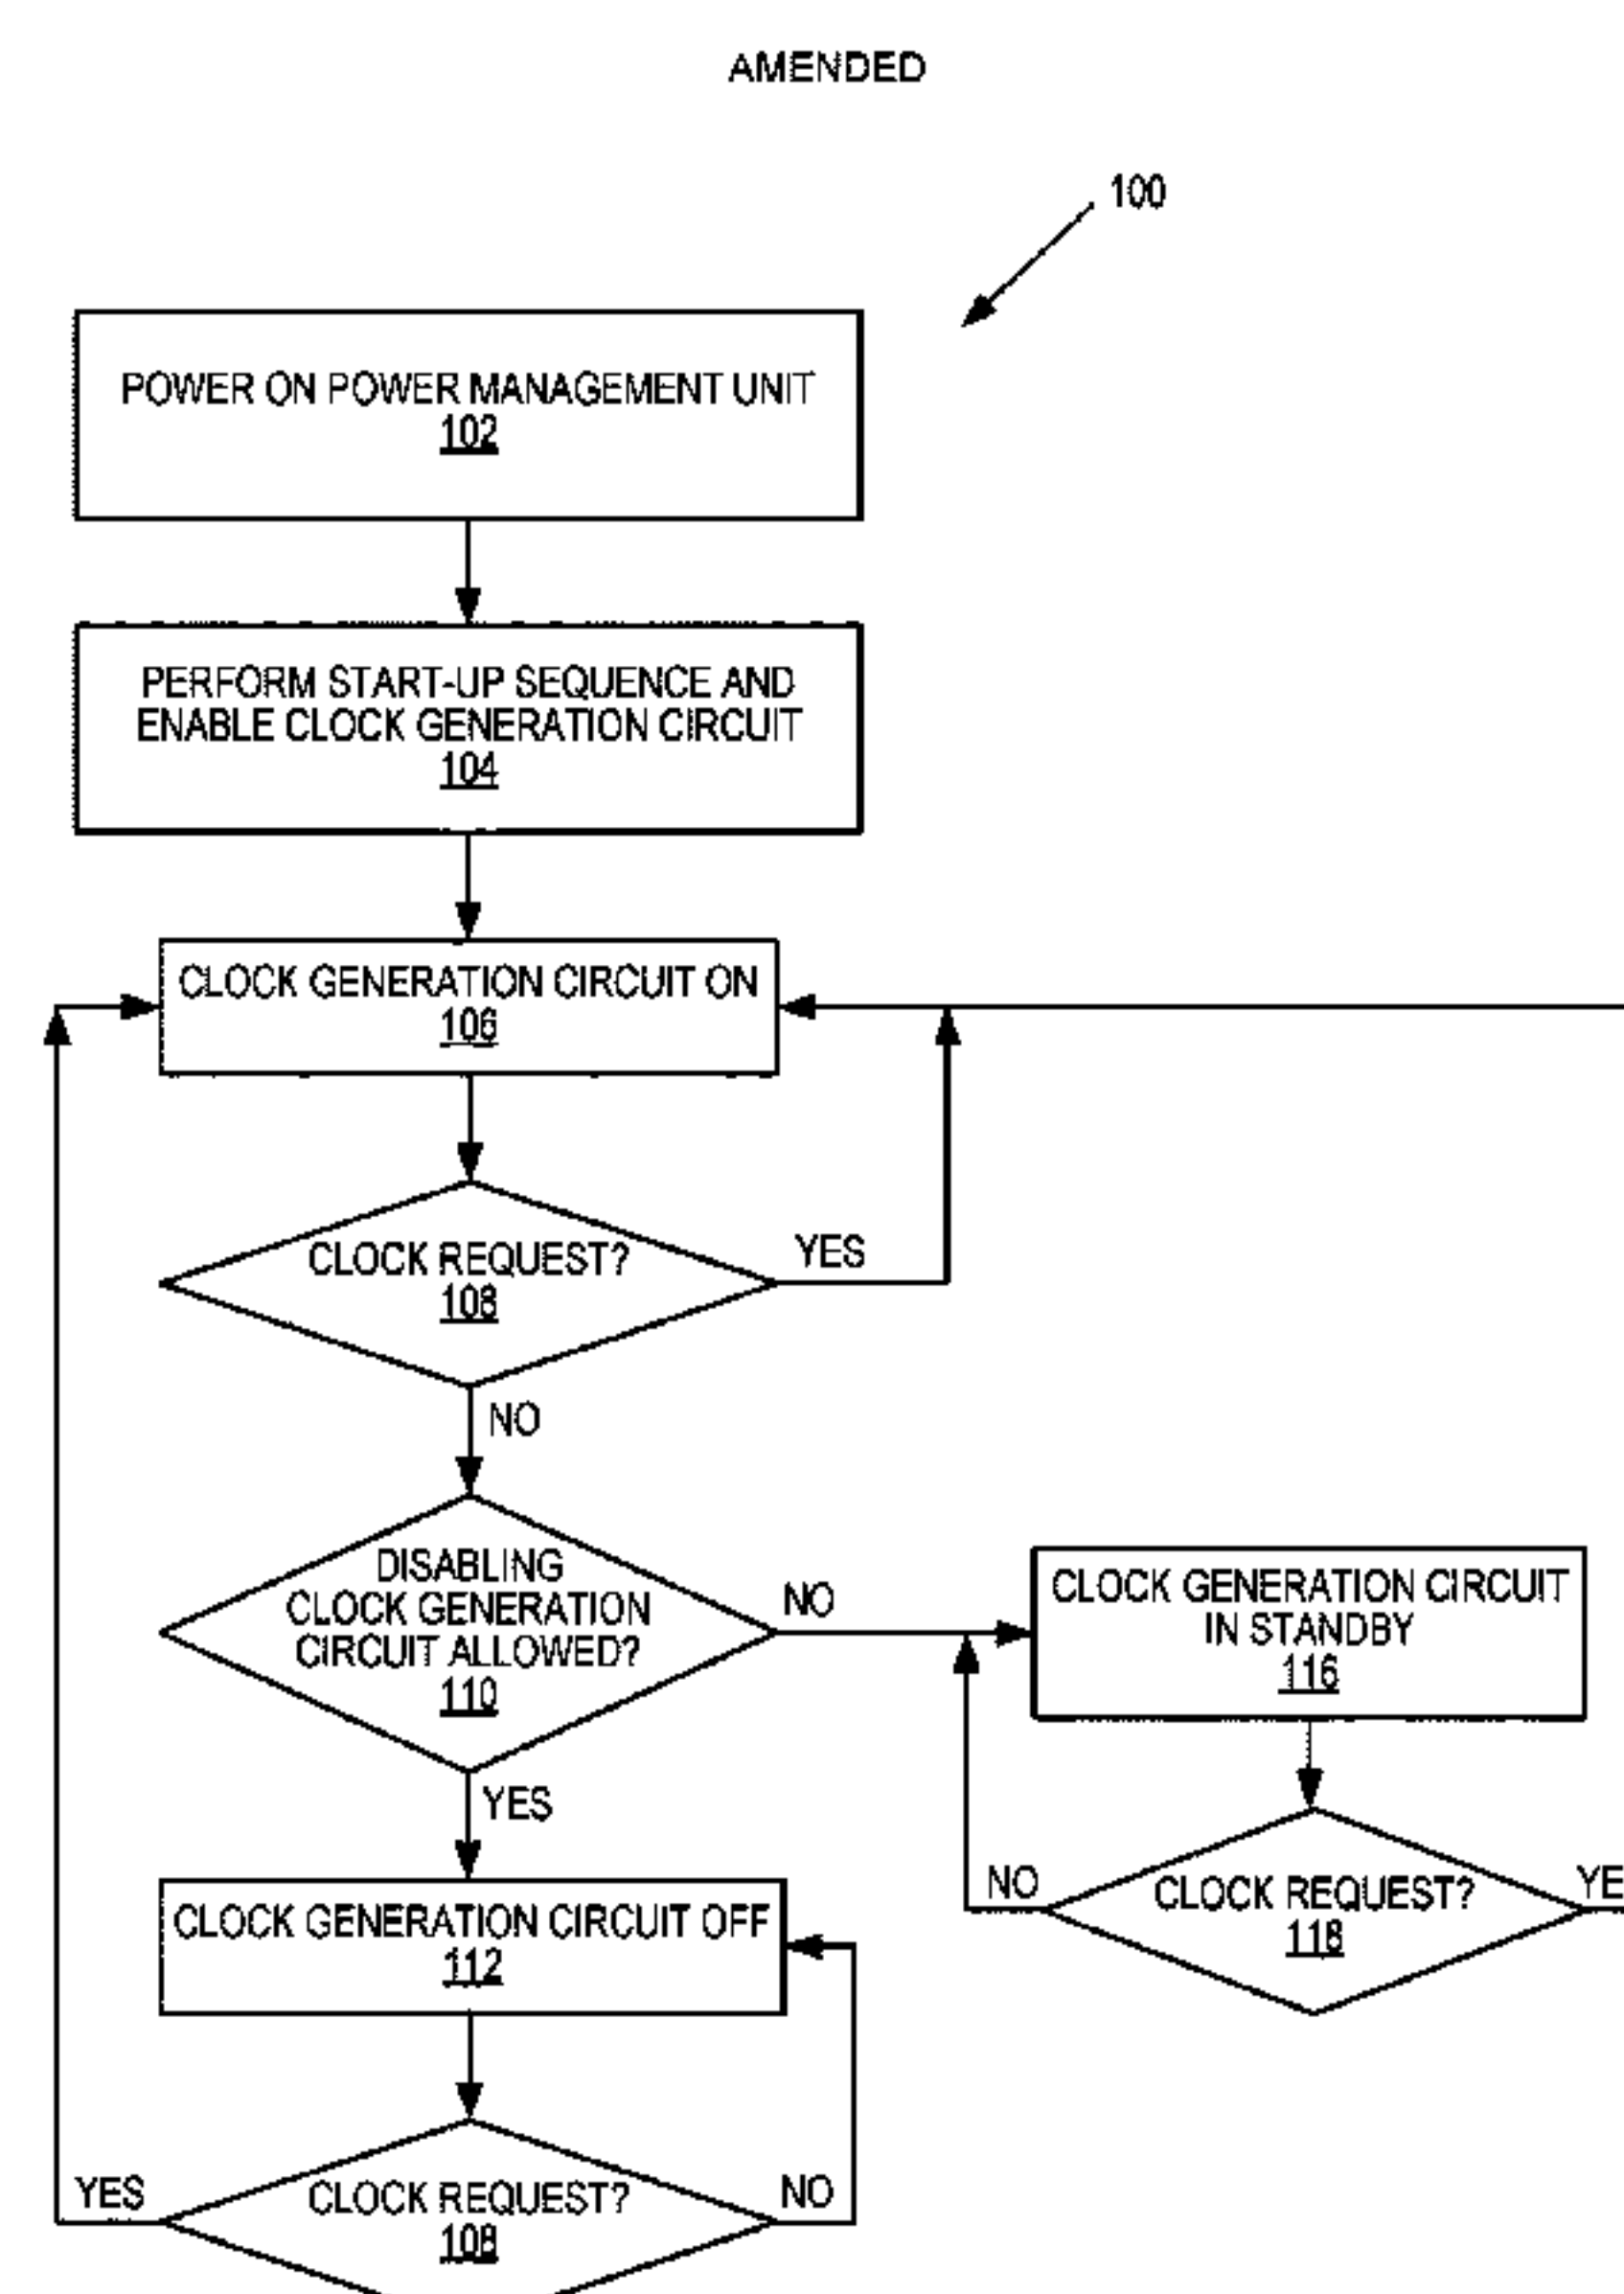 AMENDED
100
POWER ON POWER MANAGEMENT UNIT
102
PERFORM START-UP SEQUENCE AND
ENABLE CLOCK GENERATION CIRCUIT
104
CLOCK GENERATION CIRCUIT ON
106
CLOCK REQUEST?
108
YES
NO
DISABLING
CLOCK GENERATION
CIRCUIT ALLOWED?
110
NO
YES
CLOCK GENERATION CIRCUIT
IN STANDBY
116
CLOCK REQUEST?
118
NO
YE
CLOCK GENERATION CIRCUIT OFF
112
CLOCK REQUEST?
108
YES
NO